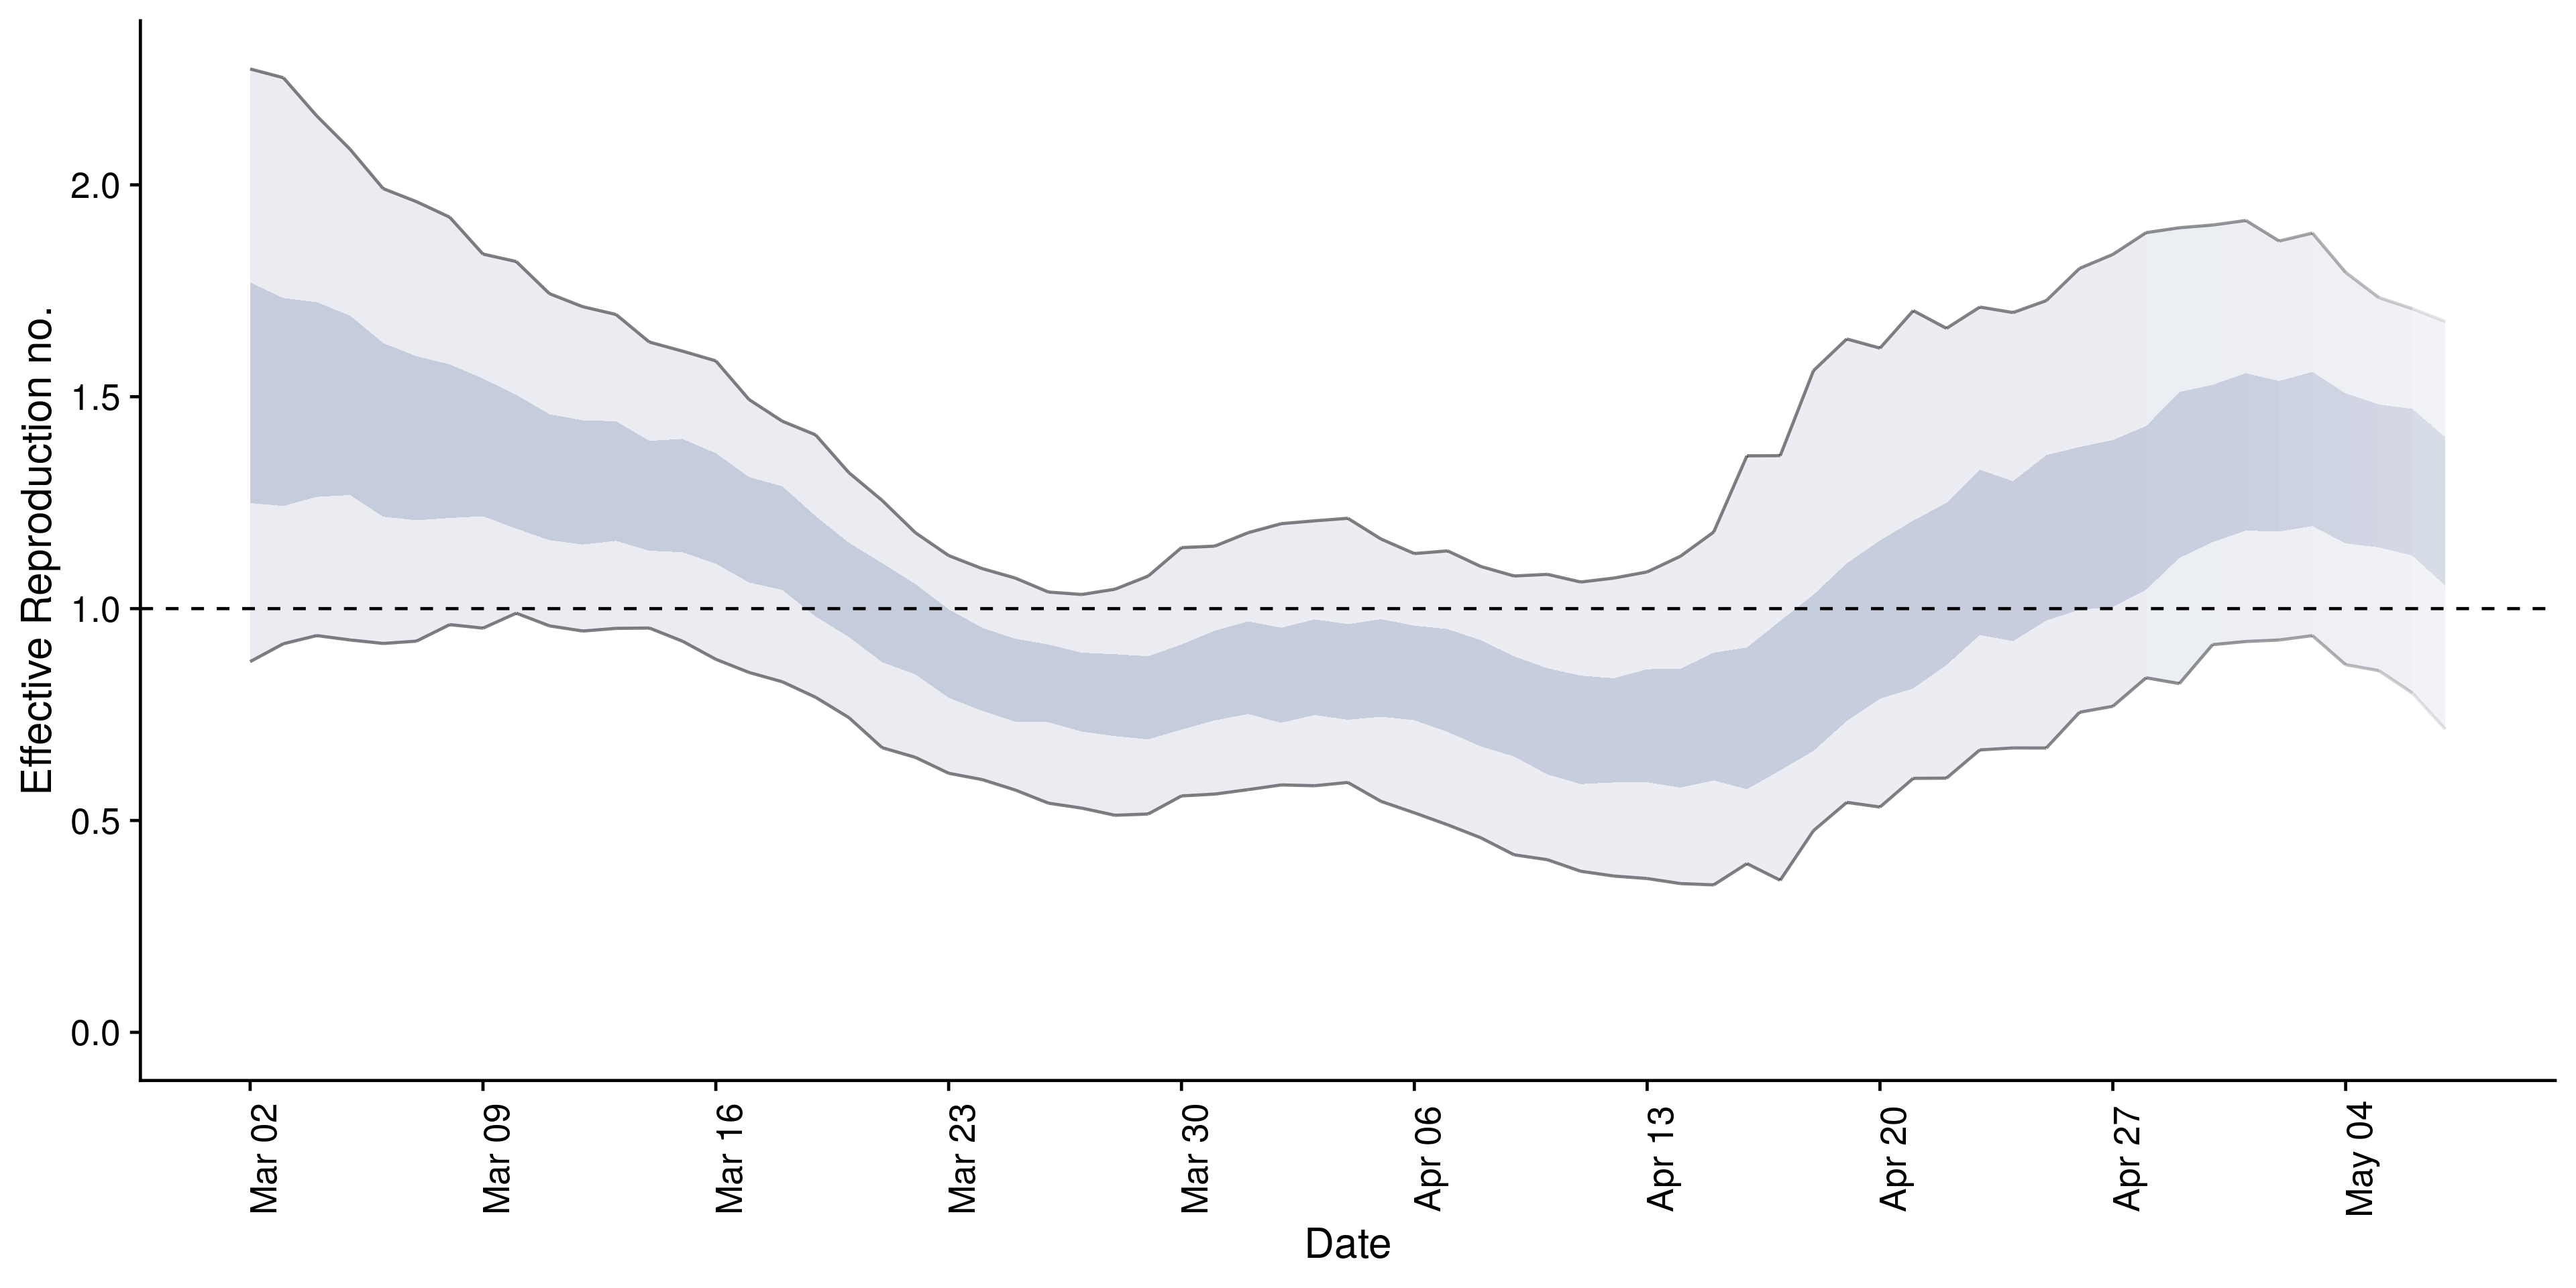 Effective Reproduction no.
2.0
1.5
1.0
0.5
0.0
Mar 02
Mar 09
Mar 16
Mar 23
Mar 30
Apr 06
Apr 13
Apr 20
Apr 27
May 04
Date